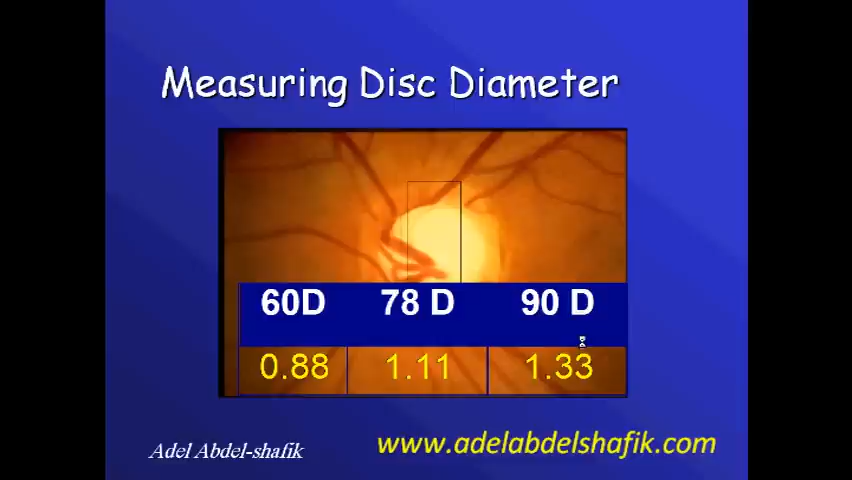 Measuring Disc Diameter
60D 78 D 90 D
0.88 1.11 1.33
Adel Abdel-shafik www.adelabdelshafik.com